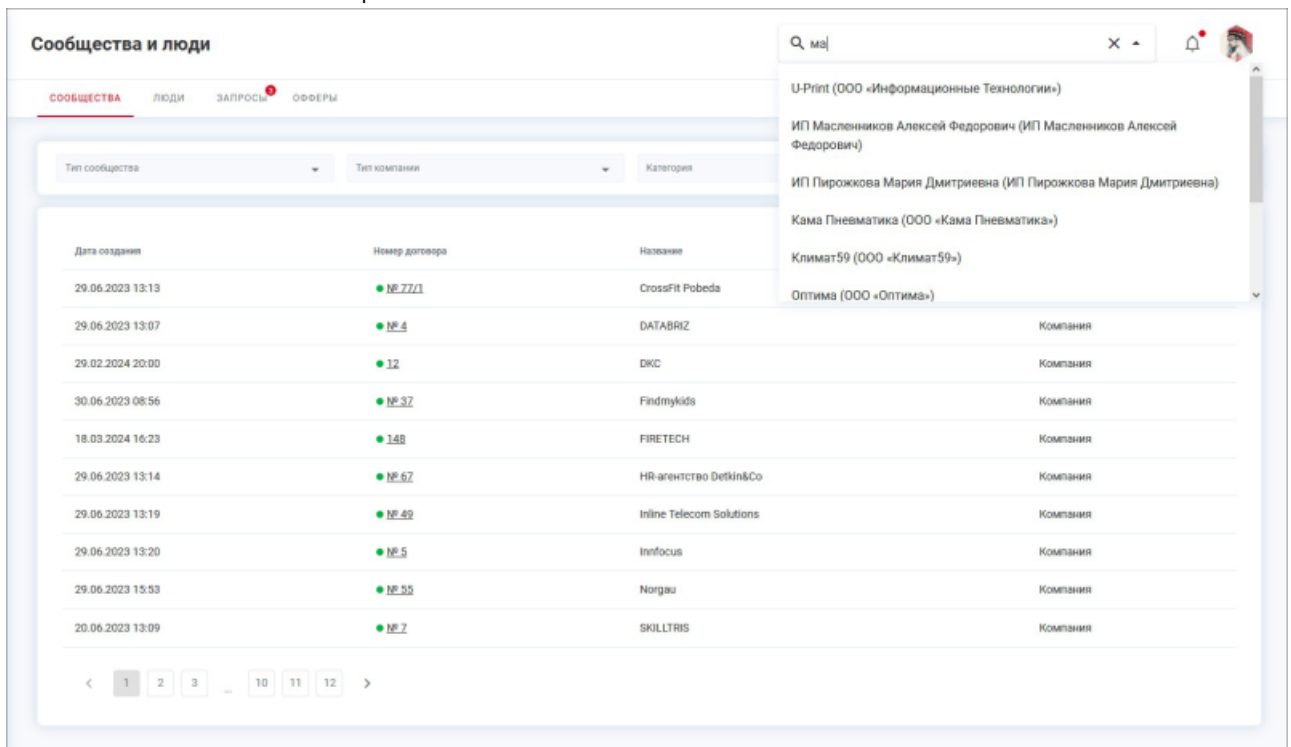 Сообщества и люди
ма
СООБЩЕСТВА ЛЮДИ ЗАПРОСЫ 3 ОФФЕРЫ
U-Print (ООО «Информационные Технологии»)
ИП Масленников Алексей Федорович (ИП Масленников Алексей
Федорович)
ИП Пирожкова Мария Дмитриевна (ИП Пирожкова Мария Дмитриевна)
Кама Пневматика (ООО «Кама Пневматика»)
Климат59 (ООО «Климат59»)
Оптима (ООО «Оптима»)
Тип сообщества Тип компании Категория
Дата создания Номер договора Название
29.06.2023 13:13 № 77/1 CrossFit Pobeda
29.06.2023 13:07 № 4 DATABRIZ Компания
29.02.2024 20:00 12 DKC Компания
30.06.2023 08:56 № 37 Findmykids Компания
18.03.2024 16:23 148 FIRETECH Компания
29.06.2023 13:14 № 67 HR-агентство Detkin&Co Компания
29.06.2023 13:19 № 49 Inline Telecom Solutions Компания
29.06.2023 13:20 № 5 Innfocus Компания
29.06.2023 15:53 № 55 Norgau Компания
20.06.2023 13:09 № 7 SKILLTRIS Компания
< 1 2 3 ... 10 11 12 >